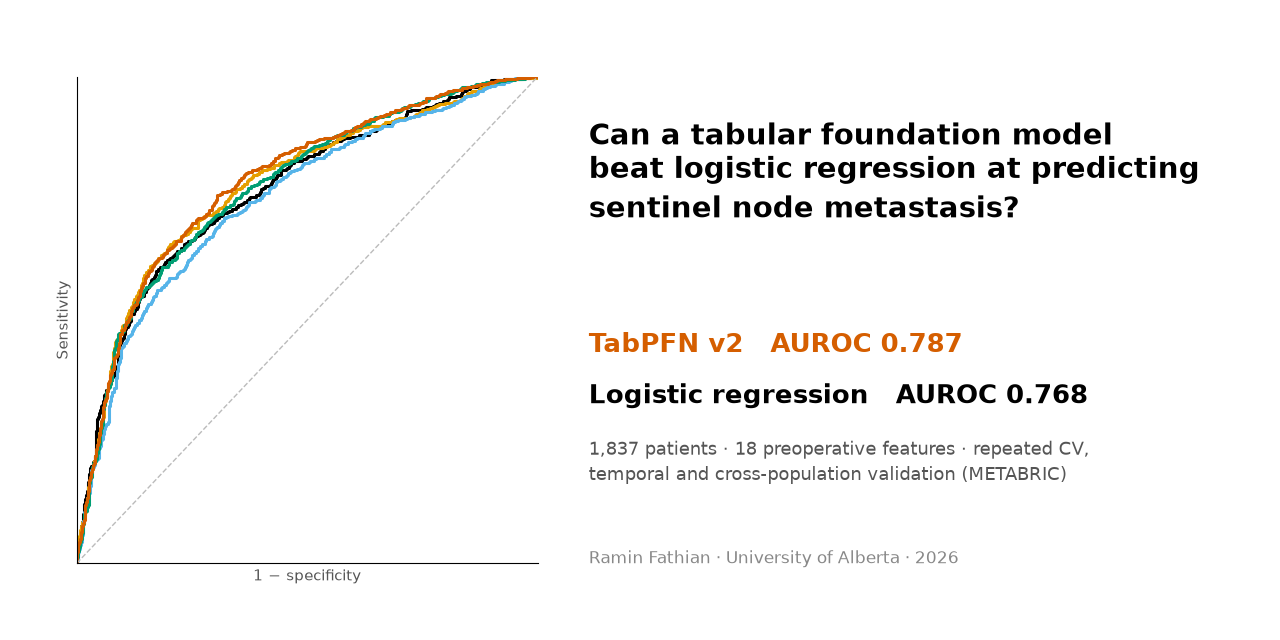 Can a tabular foundation model
beat logistic regression at predicting
sentinel node metastasis?
TabPFN v2   AUROC 0.787
Logistic regression   AUROC 0.768
1,837 patients · 18 preoperative features · repeated CV,
temporal and cross-population validation (METABRIC)
Ramin Fathian · University of Alberta · 2026
Sensitivity
1 − specificity